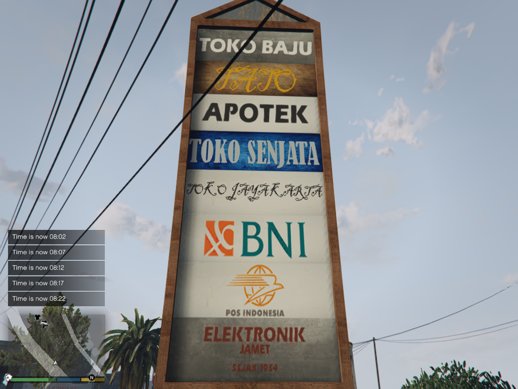 TOKO BAJU
TATO
APOTEK
TOKO SENJATA
TOKO JAYAKARTA
BNI
POS INDONESIA
ELEKTRONIK
JAMET
SEJAK 1954
Time is now 08:02
Time is now 08:07
Time is now 08:12
Time is now 08:17
Time is now 08:22